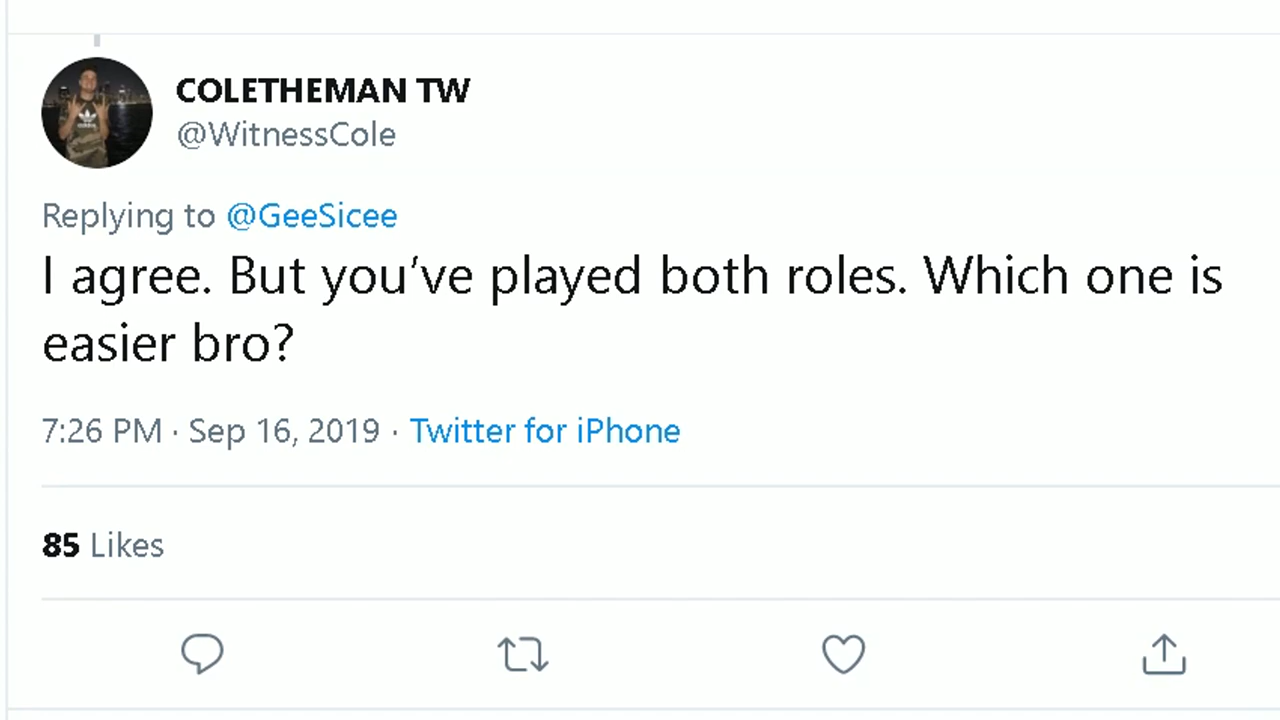 COLETHEMAN TW
@WitnessCole
Replying to @GeeSicee
I agree. But you’ve played both roles. Which one is
easier bro?
7:26 PM · Sep 16, 2019 · Twitter for iPhone
85 Likes